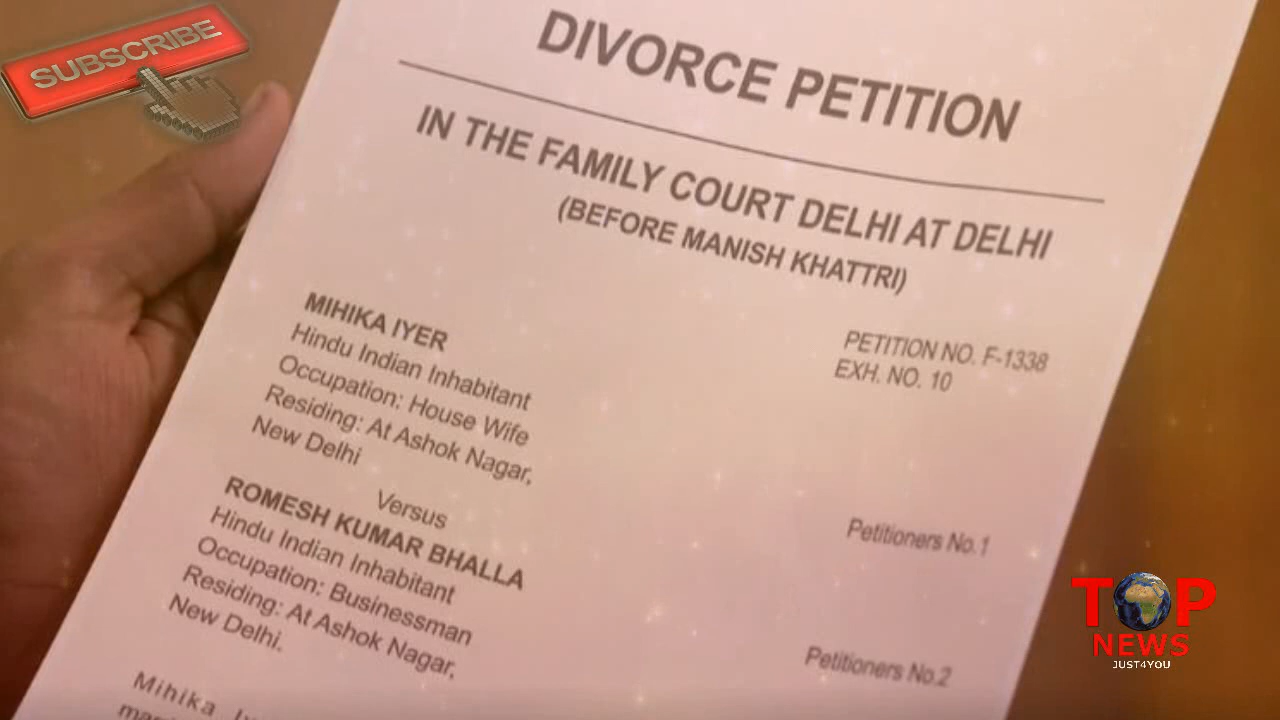 SUBSCRIBE
DIVORCE PETITION
IN THE FAMILY COURT DELHI AT DELHI
(BEFORE MANISH KHATTRI)
MIHIKA IYER
Hindu Indian Inhabitant
Occupation: House Wife
Residing: At Ashok Nagar,
New Delhi
PETITION NO. F-1338
EXH. NO. 10
Versus
Petitioners No.1
ROMESH KUMAR BHALLA
Hindu Indian Inhabitant
Occupation: Businessman
Residing: At Ashok Nagar,
New Delhi.
Petitioners No.2
Mihika
TOP
NEWS
JUST4YOU